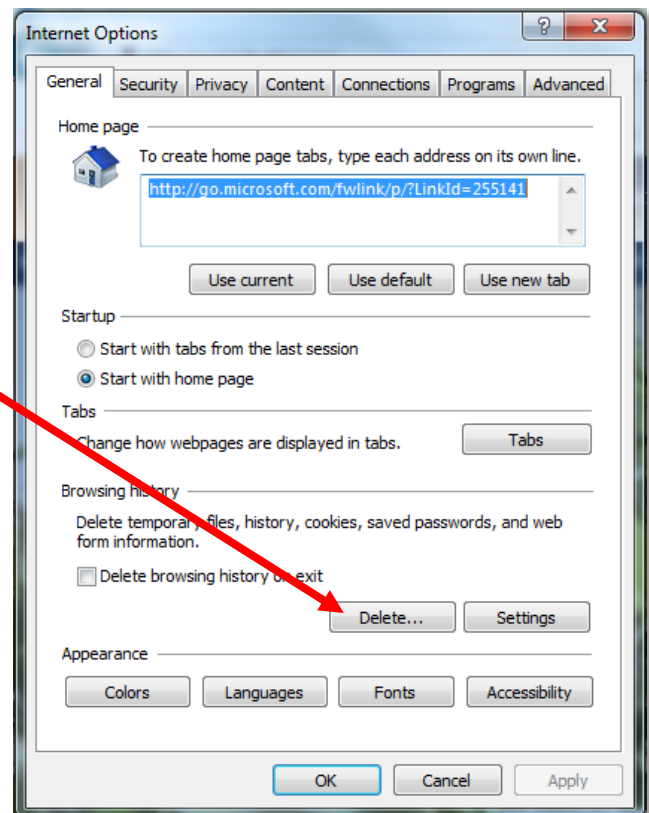 Internet Options
General Security Privacy Content Connections Programs Advanced
Home page
To create home page tabs, type each address on its own line.
http://go.microsoft.com/fwlink/p/?LinkId=255141
Use current Use default Use new tab
Startup
Start with tabs from the last session
Start with home page
Tabs
Change how webpages are displayed in tabs. Tabs
Browsing history
Delete temporary files, history, cookies, saved passwords, and web
form information.
Delete browsing history on exit
Delete... Settings
Appearance
Colors Languages Fonts Accessibility
OK Cancel Apply